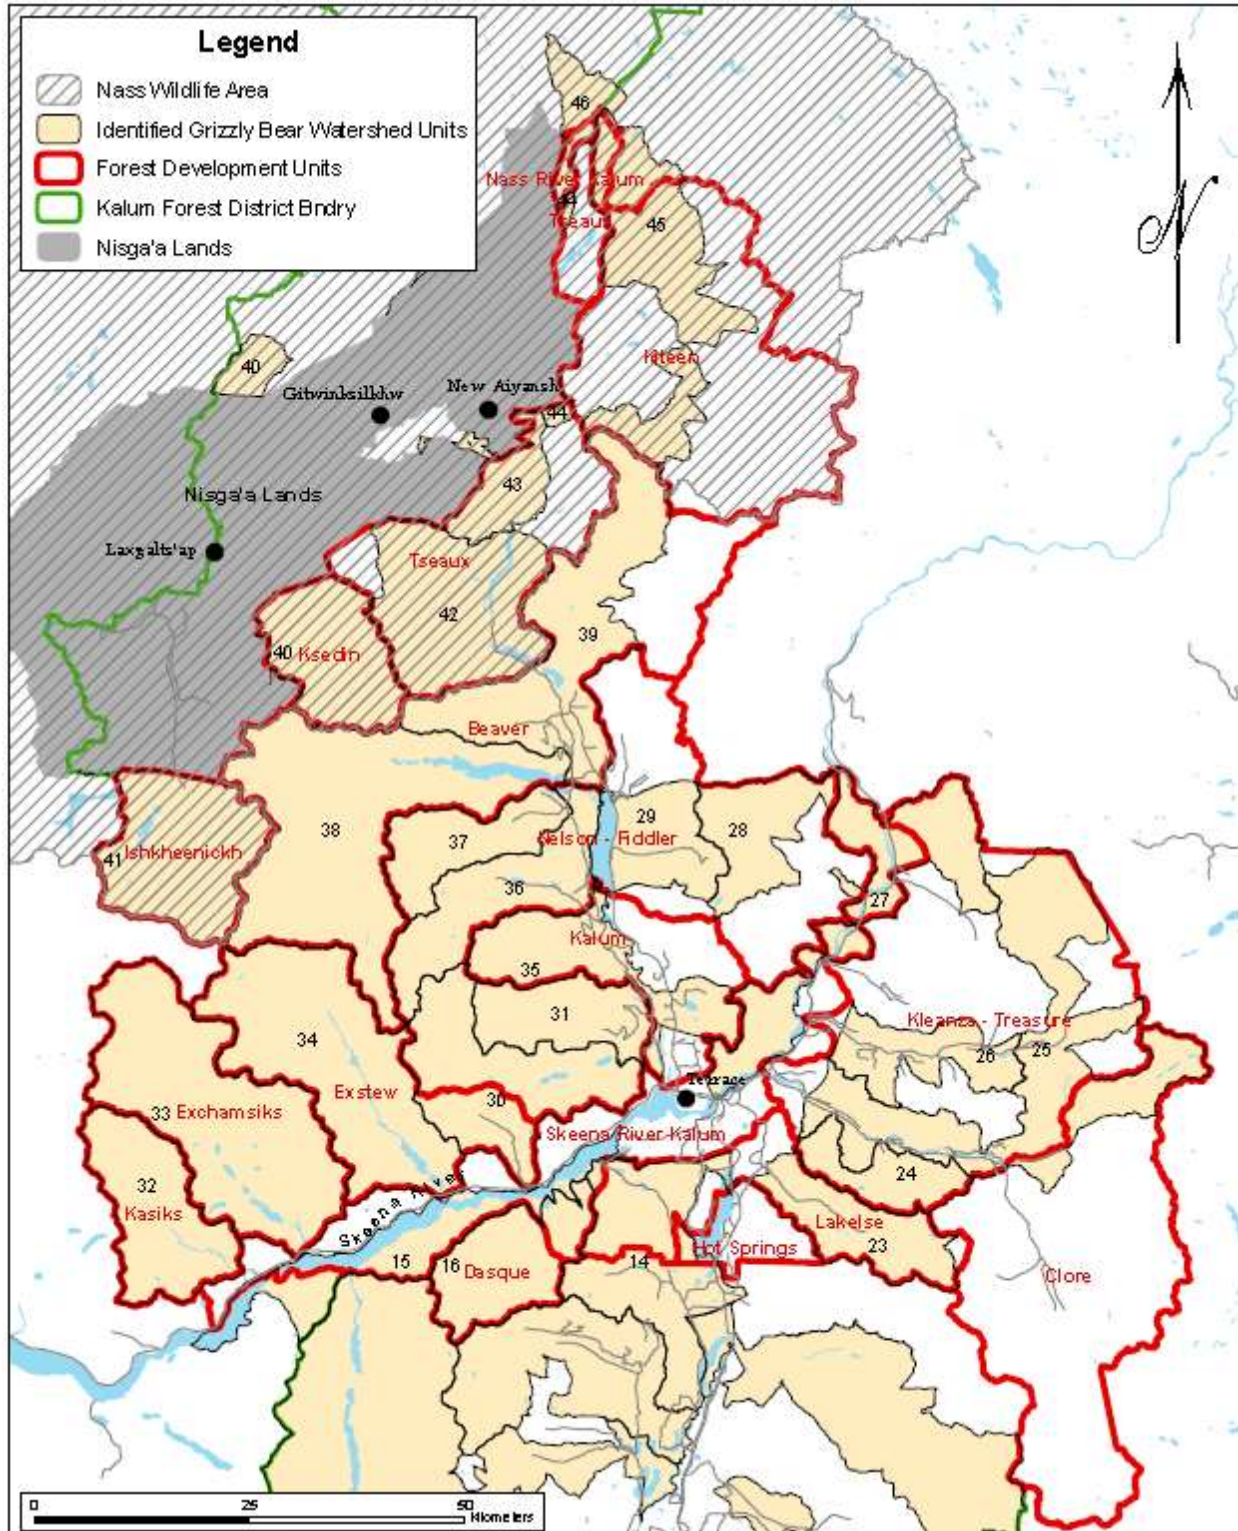 Legend
Nass Wildlife Area
Identified Grizzly Bear Watershed Units
Forest Development Units
Kalum Forest District Bndry
Nisga'a Lands
N
46
Nass River Kalum
44
Tseaux
45
40
Kiteen
Gitwinksilkhw
New Aiyansh
44
43
Nisga'a Lands
Laxgalts'ap
Tseaux
42
39
40
Ksedin
Beaver
38
37
29
28
Nelson - Fiddler
41
Ishkheenickh
36
27
Kalum
35
31
Kleanza - Treasure
34
26
25
Terrace
Exstew
30
33
Exchamsiks
Skeena River-Kalum
32
24
Kasiks
Skeena River
Lakelse
23
Hot Springs
15
16
Dasque
14
Clore
0
25
50
Kilometers